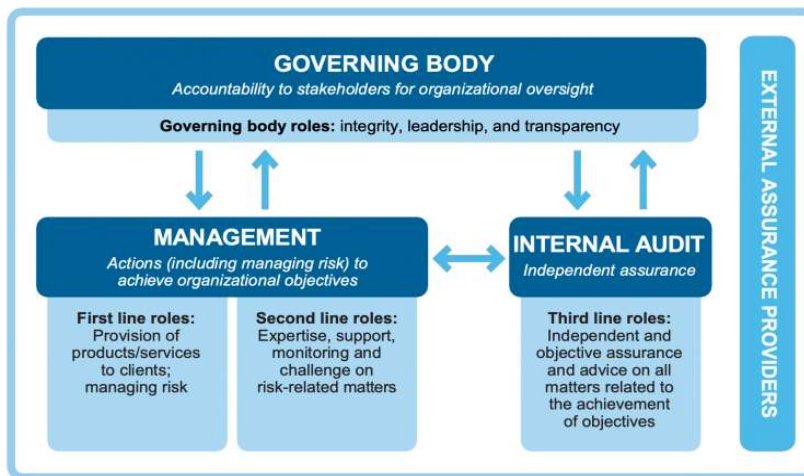 GOVERNING BODY
Accountability to stakeholders for organizational oversight
Governing body roles: integrity, leadership, and transparency
MANAGEMENT
Actions (including managing risk) to
achieve organizational objectives
First line roles:
Provision of
products/services
to clients;
managing risk
Second line roles:
Expertise, support,
monitoring and
challenge on
risk-related matters
INTERNAL AUDIT
Independent assurance
Third line roles:
Independent and
objective assurance
and advice on all
matters related to
the achievement
of objectives
EXTERNAL ASSURANCE PROVIDERS